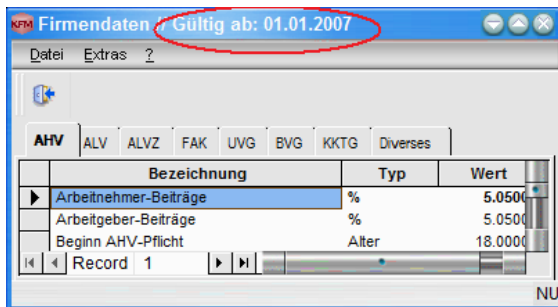 KFM Firmendaten // Gültig ab: 01.01.2007
Datei Extras ?
AHV ALV ALVZ FAK UVG BVG KKTG Diverses
Bezeichnung Typ Wert
Arbeitnehmer-Beiträge % 5.0500
Arbeitgeber-Beiträge % 5.0500
Beginn AHV-Pflicht Alter 18.0000
Record 1
NU